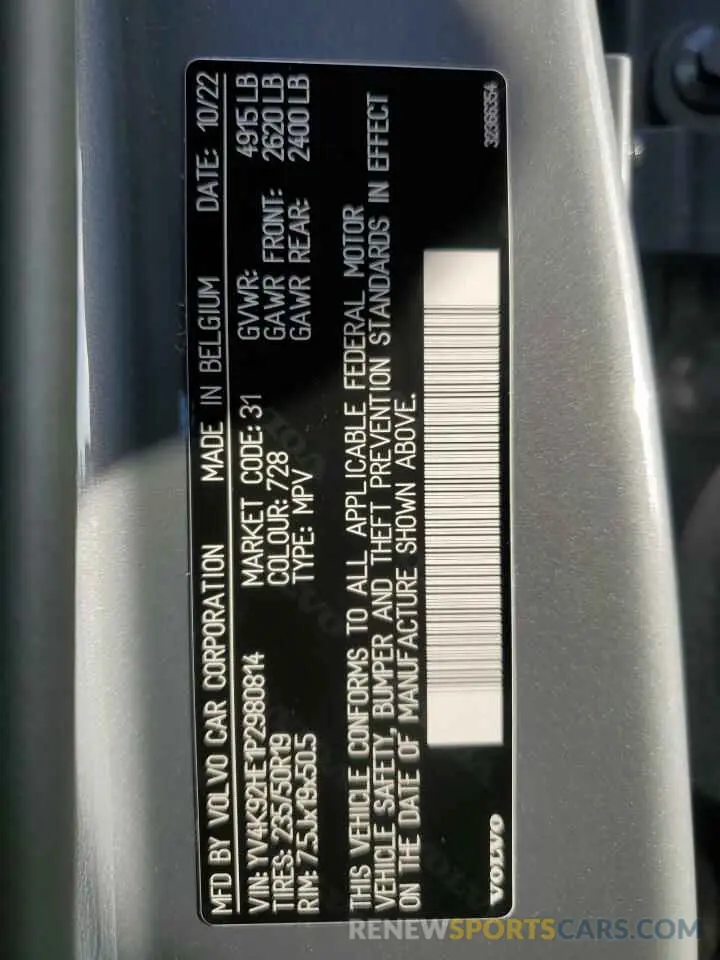 MFD BY VOLVO CAR CORPORATION MADE IN BELGIUM DATE: 10/22
VIN: YV4K92HE1P2980814 MARKET CODE: 31 GVWR: 4915 LB
TIRES: 235/50R19 COLOUR: 728 GAWR FRONT: 2620 LB
RIM: 7.5Jx19x50.5 TYPE: MPV GAWR REAR: 2400 LB
THIS VEHICLE CONFORMS TO ALL APPLICABLE FEDERAL MOTOR
VEHICLE SAFETY, BUMPER AND THEFT PREVENTION STANDARDS IN EFFECT
ON THE DATE OF MANUFACTURE SHOWN ABOVE.
VOLVO 32366354
RENEWSPORTSCARS.COM